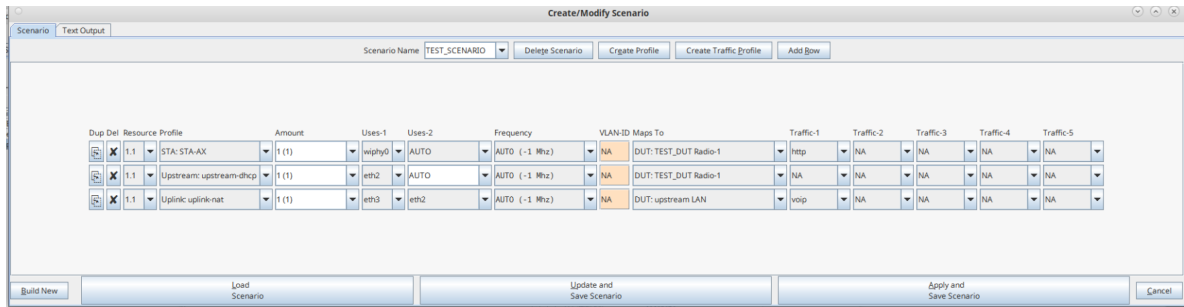 Create/Modify Scenario
Scenario Text Output
Scenario Name TEST_SCENARIO Delete Scenario Create Profile Create Traffic Profile Add Row
Dup Del Resource Profile Amount Uses-1 Uses-2 Frequency VLAN-ID Maps To Traffic-1 Traffic-2 Traffic-3 Traffic-4 Traffic-5
1.1 STA: STA-AX 1 (1) wiphy0 AUTO AUTO (-1 Mhz) NA DUT: TEST_DUT Radio-1 http NA NA NA NA
1.1 Upstream: upstream-dhcp 1 (1) eth2 AUTO AUTO (-1 Mhz) NA DUT: TEST_DUT Radio-1 NA NA NA NA NA
1.1 Uplink: uplink-nat 1 (1) eth3 eth2 AUTO (-1 Mhz) NA DUT: upstream LAN voip NA NA NA NA
Build New Load Update and Apply and Cancel
Scenario Save Scenario Save Scenario